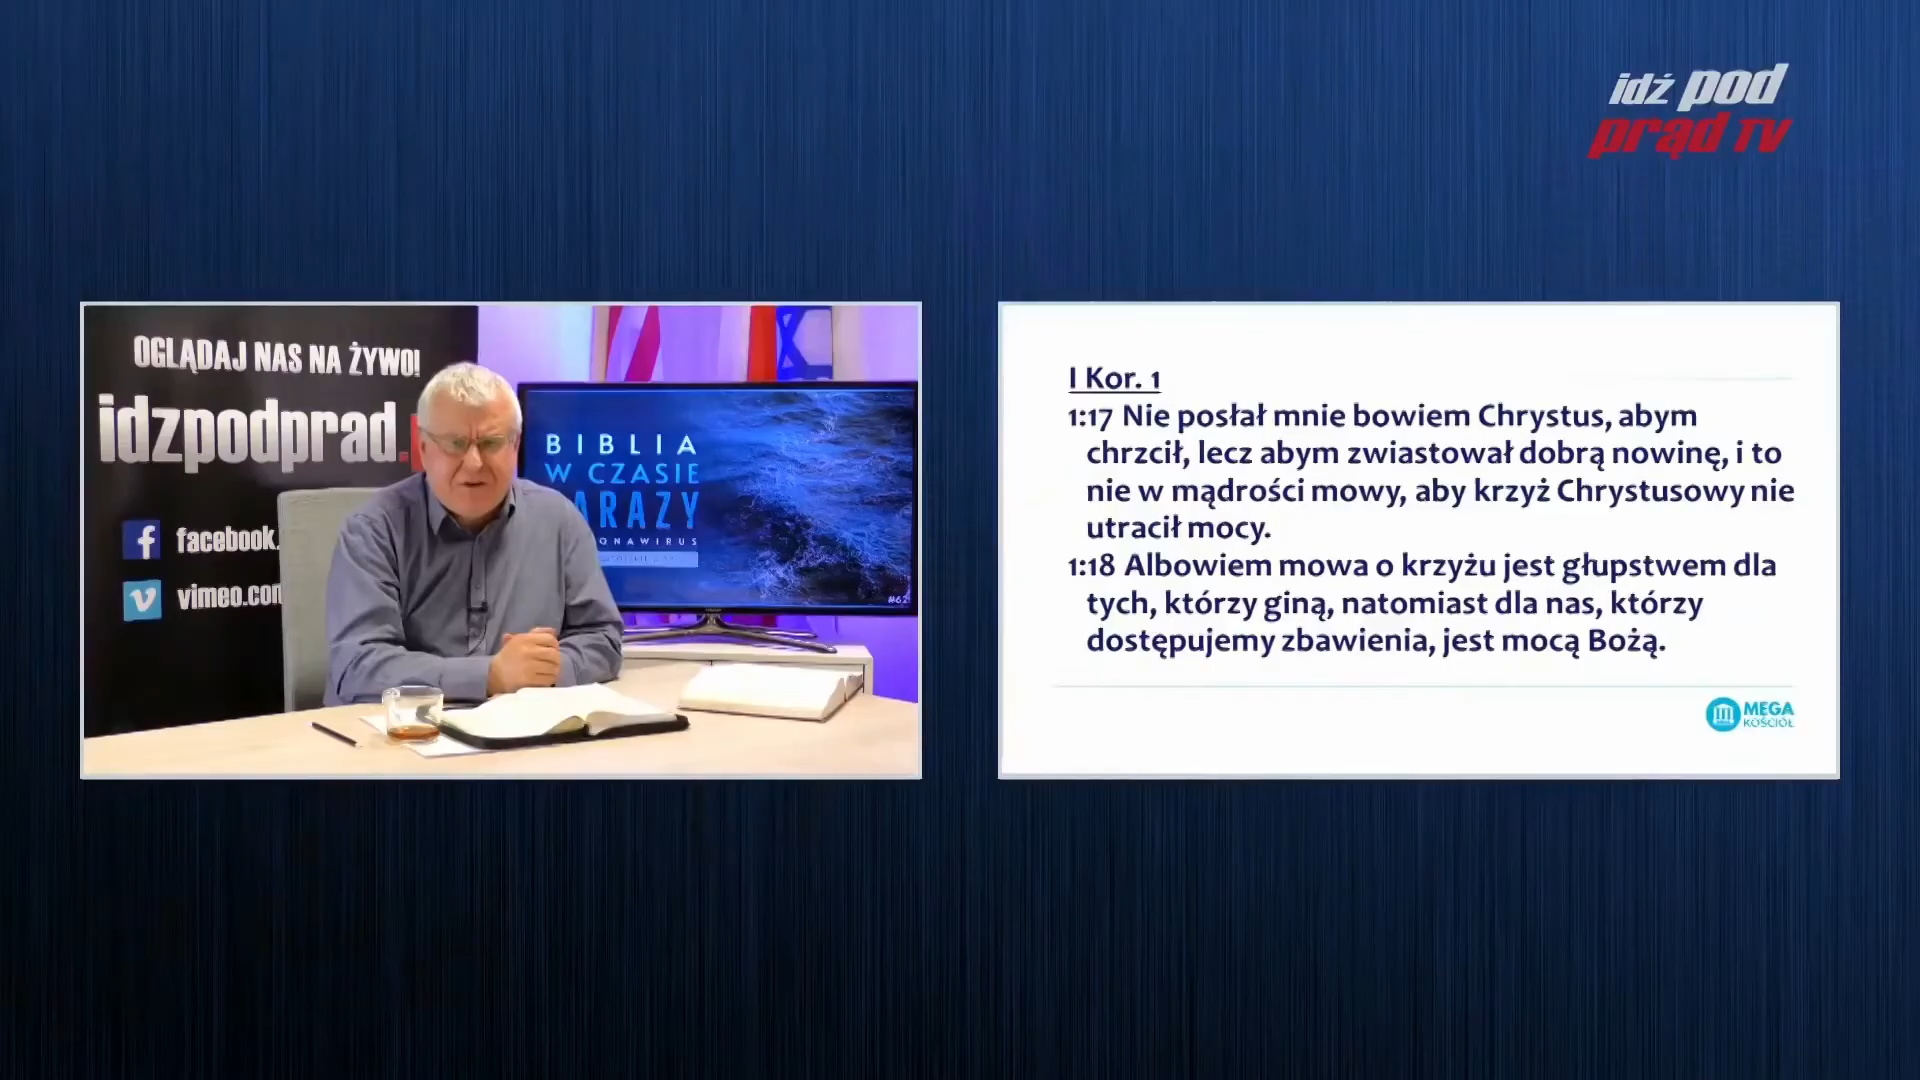 idź pod
prąd TV
OGLĄDAJ NAS NA ŻYWO!
idzpodprad.
facebook.
vimeo.com
BIBLIA
W CZASIE
ARAZY
ONAWIRUS
#62
I Kor. 1
1:17 Nie posłał mnie bowiem Chrystus, abym
chrzcił, lecz abym zwiastował dobrą nowinę, i to
nie w mądrości mowy, aby krzyż Chrystusowy nie
utracił mocy.
1:18 Albowiem mowa o krzyżu jest głupstwem dla
tych, którzy giną, natomiast dla nas, którzy
dostępujemy zbawienia, jest mocą Bożą.
MEGA
KOŚCIÓŁ